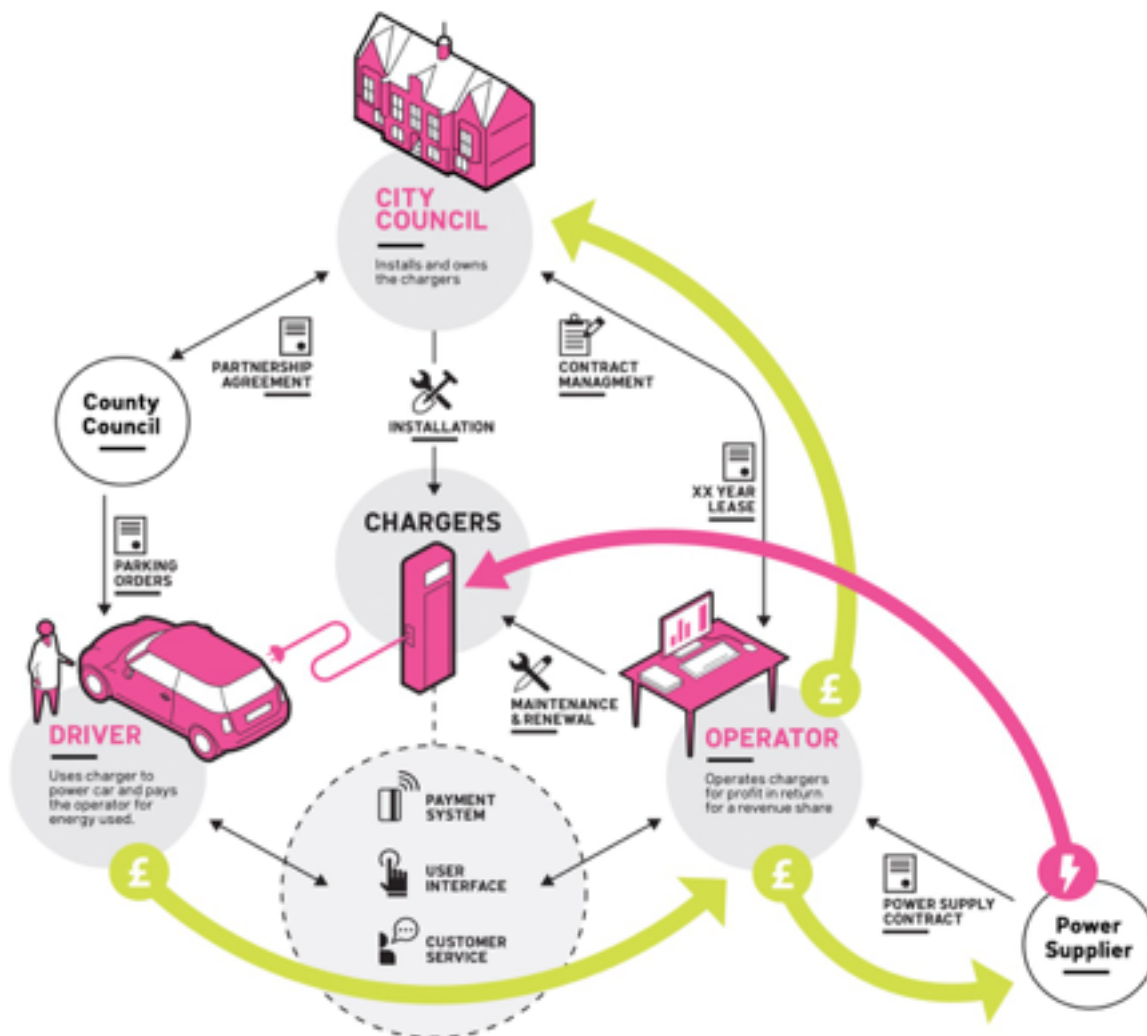 CITY
COUNCIL
Installs and owns
the chargers
PARTNERSHIP
AGREEMENT
CONTRACT
MANAGMENT
County
Council
INSTALLATION
XX YEAR
LEASE
CHARGERS
PARKING
ORDERS
MAINTENANCE
& RENEWAL
DRIVER
Uses charger to
power car and pays
the operator for
energy used.
£
OPERATOR
Operates chargers
for profit in return
for a revenue share
£
PAYMENT
SYSTEM
USER
INTERFACE
CUSTOMER
SERVICE
£
POWER SUPPLY
CONTRACT
Power
Supplier